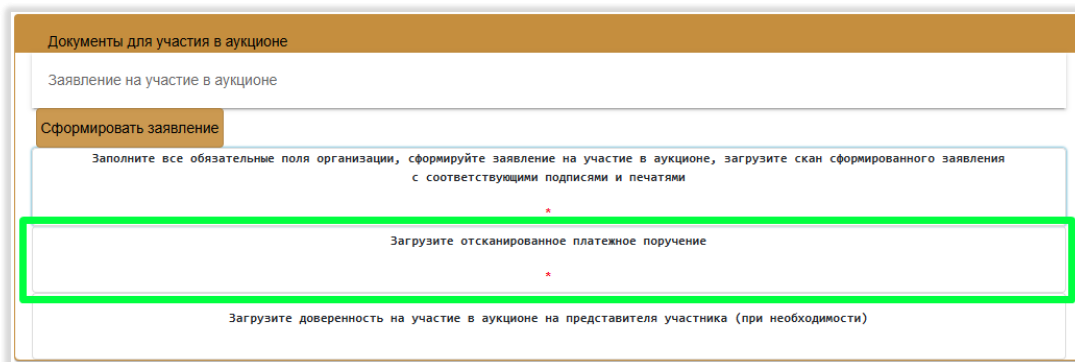 Документы для участия в аукционе
Заявление на участие в аукционе
Сформировать заявление
Заполните все обязательные поля организации, сформируйте заявление на участие в аукционе, загрузите скан сформированного заявления
с соответствующими подписями и печатями
*
Загрузите отсканированное платежное поручение
*
Загрузите доверенность на участие в аукционе на представителя участника (при необходимости)